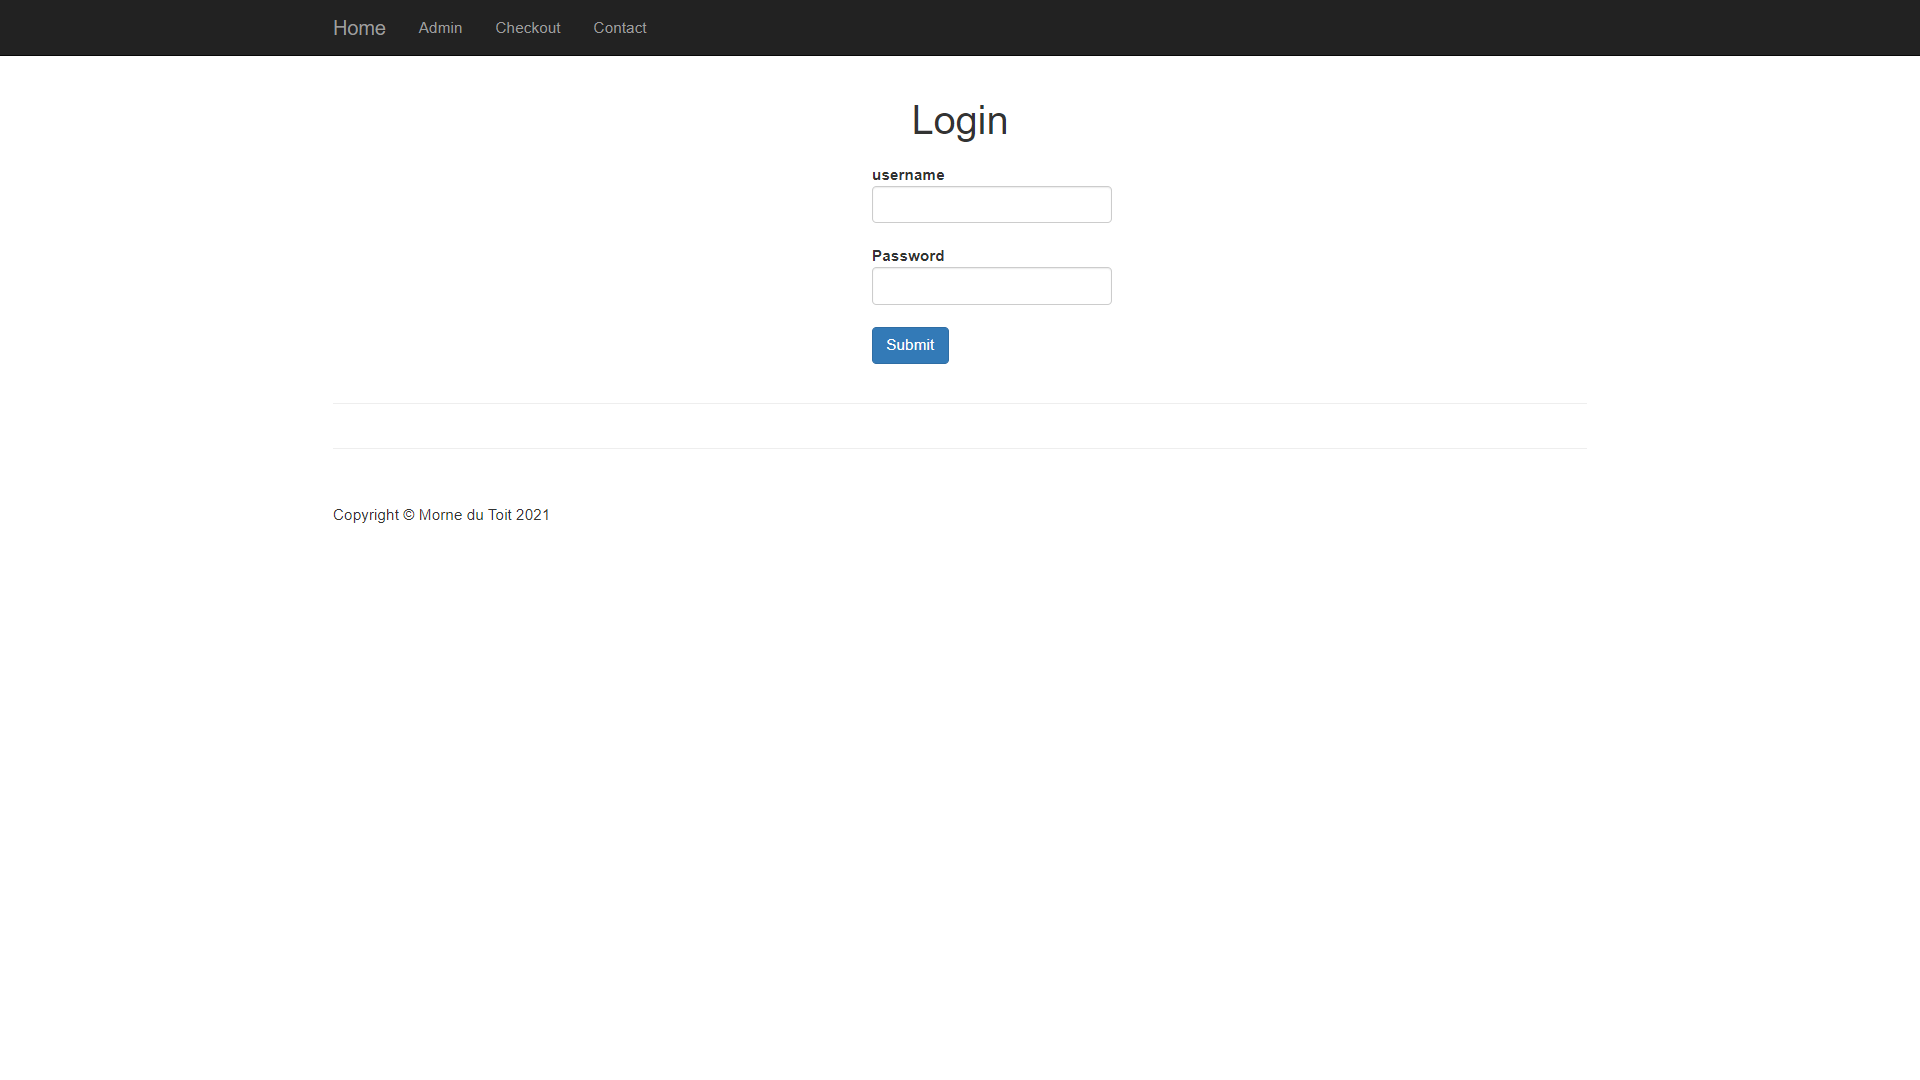 Home Admin Checkout Contact
Login
username
Password
Submit
Copyright © Morne du Toit 2021